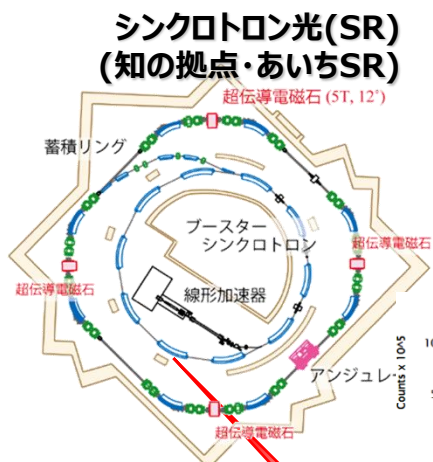 シンクロトロン光(SR)
(知の拠点･あいちSR)
超伝導電磁石 (5T, 12°)
蓄積リング
ブースター
シンクロトロン
超伝導電磁石
線形加速器
超伝導電磁石
アンジュレ
Counts x 10^5
10
超伝導電磁石